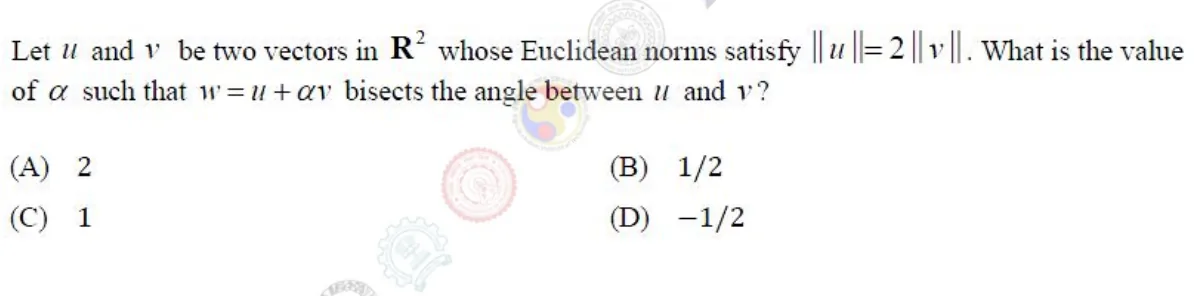 Let u and v be two vectors in R² whose Euclidean norms satisfy ||u||= 2||v||. What is the value
of α such that w = u + αv bisects the angle between u and v?
(A) 2 (B) 1/2
(C) 1 (D) −1/2